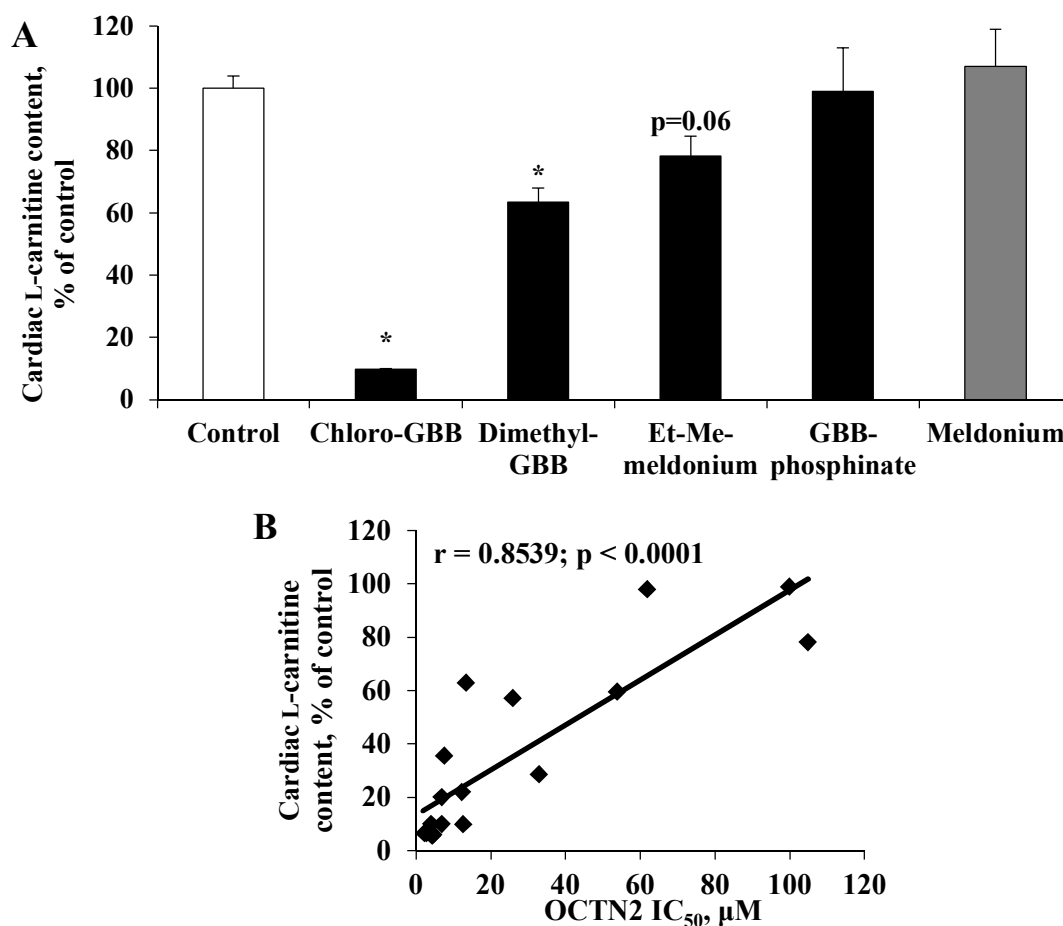 A
Cardiac L-carnitine content,
% of control
120
100
80
60
40
20
0
*
*
p=0.06
Control
Chloro-GBB
Dimethyl-
GBB
Et-Me-
meldonium
GBB-
phosphinate
Meldonium
B
Cardiac L-carnitine
content, % of control
120
100
80
60
40
20
0
r = 0.8539; p < 0.0001
0 20 40 60 80 100 120
OCTN2 IC₅₀, µM